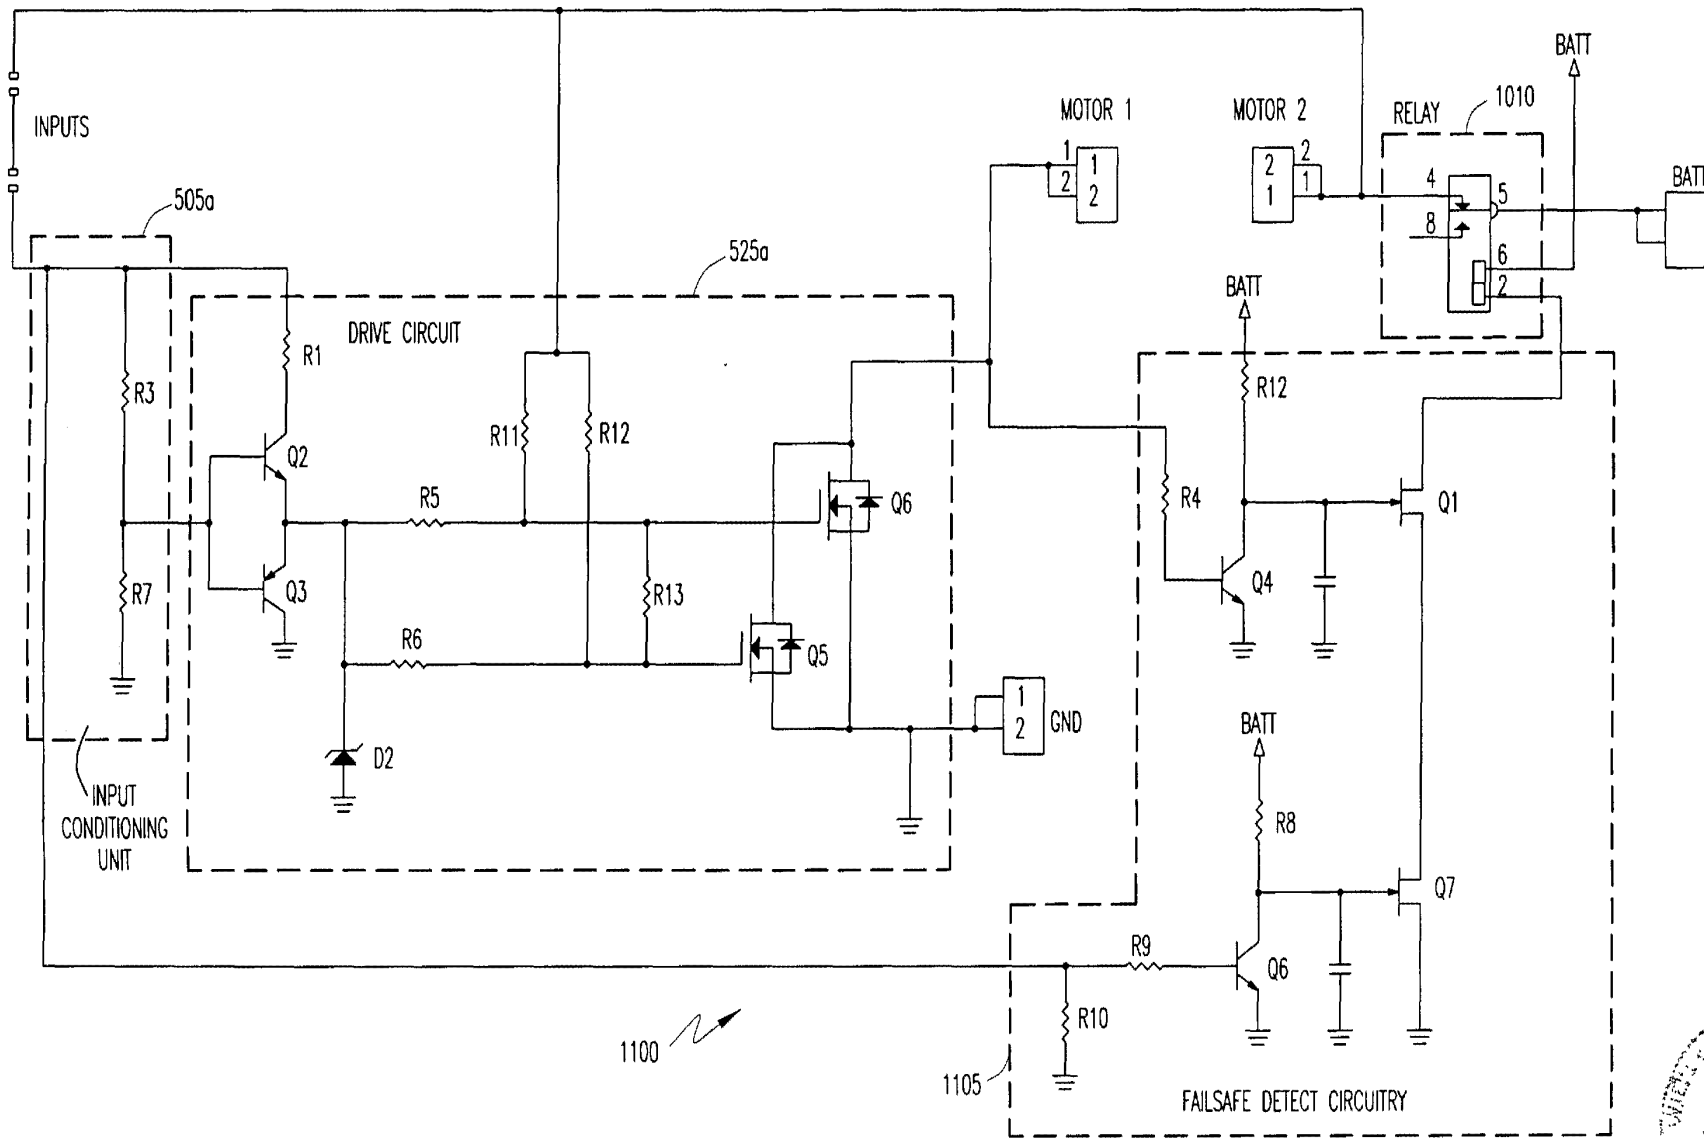 BATT
RELAY
1010
MOTOR 1
MOTOR 2
INPUTS
1
1
2
2
2
2
1
1
4
5
8
6
2
505a
525a
BATT
DRIVE CIRCUIT
R1
R3
R12
Q2
R11
R12
R5
Q6
R4
Q1
R7
Q3
R13
Q4
R6
Q5
1
2
GND
BATT
D2
INPUT
CONDITIONING
UNIT
R8
Q7
R9
Q6
R10
1100
1105
FAILSAFE DETECT CIRCUITRY